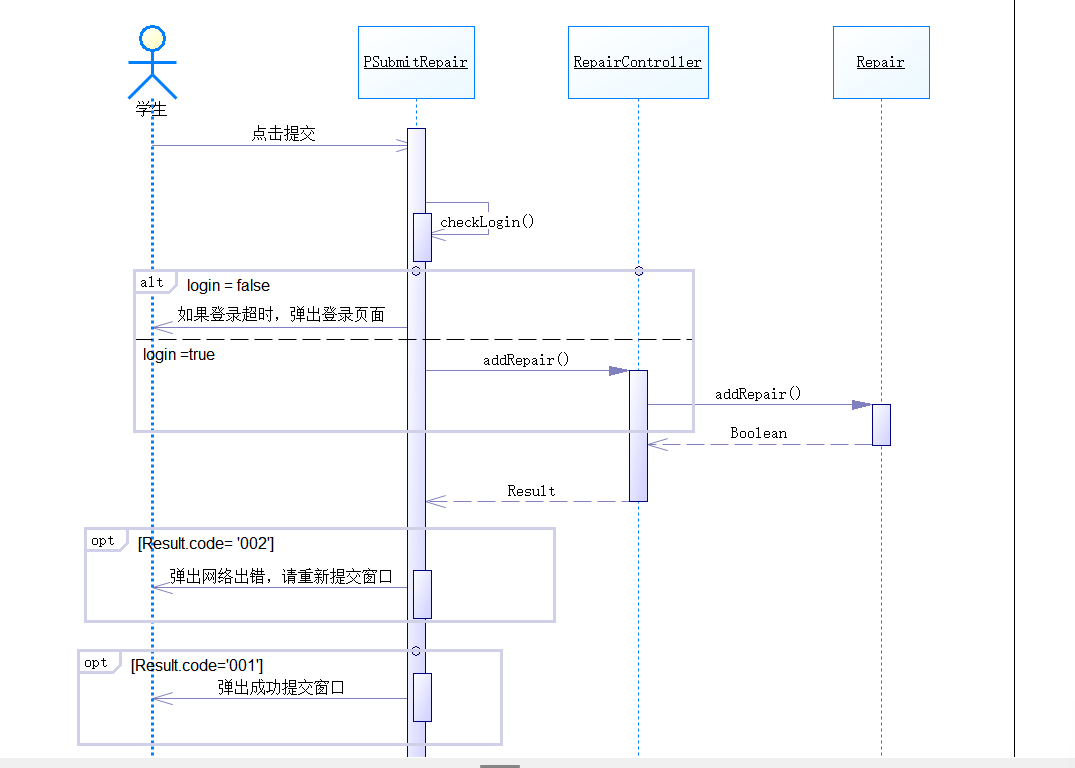 PSubmitRepair
RepairController
Repair
学生
点击提交
checkLogin()
alt
login = false
如果登录超时，弹出登录页面
login =true
addRepair()
addRepair()
Boolean
Result
opt
[Result.code= '002']
弹出网络出错，请重新提交窗口
opt
[Result.code='001']
弹出成功提交窗口